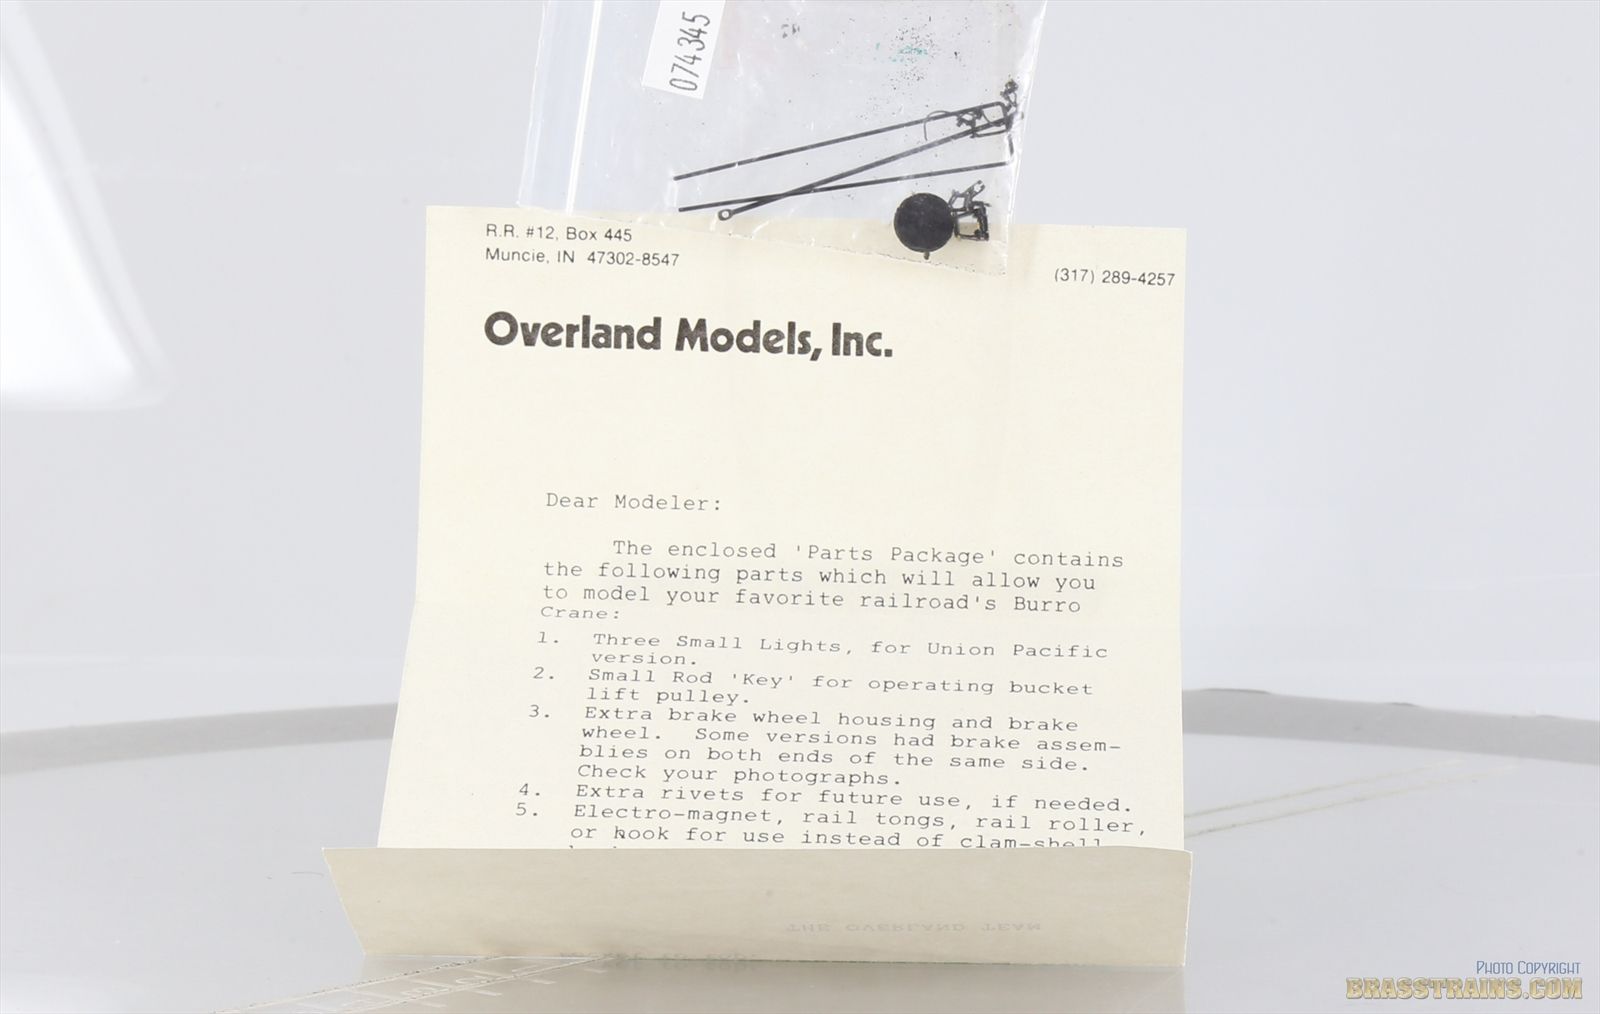 074345
R.R. #12, Box 445
Muncie, IN 47302-8547
(317) 289-4257
Overland Models, Inc.
Dear Modeler:
The enclosed 'Parts Package' contains
the following parts which will allow you
to model your favorite railroad's Burro
Crane:
1. Three Small Lights, for Union Pacific
version.
2. Small Rod 'Key' for operating bucket
lift pulley.
3. Extra brake wheel housing and brake
wheel. Some versions had brake assem-
blies on both ends of the same side.
Check your photographs.
4. Extra rivets for future use, if needed.
5. Electro-magnet, rail tongs, rail roller,
or hook for use instead of clam-shell
THE OVERLAND TEAM
PHOTO COPYRIGHT
BRASSTRAINS.COM